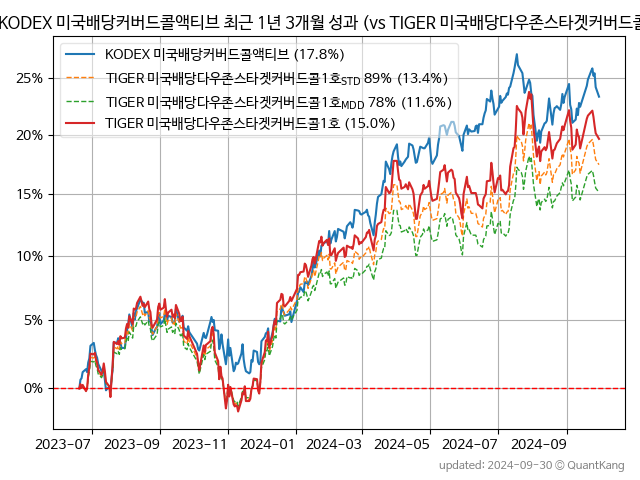 KODEX 미국배당커버드콜액티브 최근 1년 3개월 성과 (vs TIGER 미국배당다우존스타겟커버드콜
KODEX 미국배당커버드콜액티브 (17.8%)
TIGER 미국배당다우존스타겟커버드콜1호STD 89% (13.4%)
TIGER 미국배당다우존스타겟커버드콜1호MDD 78% (11.6%)
TIGER 미국배당다우존스타겟커버드콜1호 (15.0%)
25%
20%
15%
10%
5%
0%
2023-07 2023-09 2023-11 2024-01 2024-03 2024-05 2024-07 2024-09
updated: 2024-09-30 © QuantKang